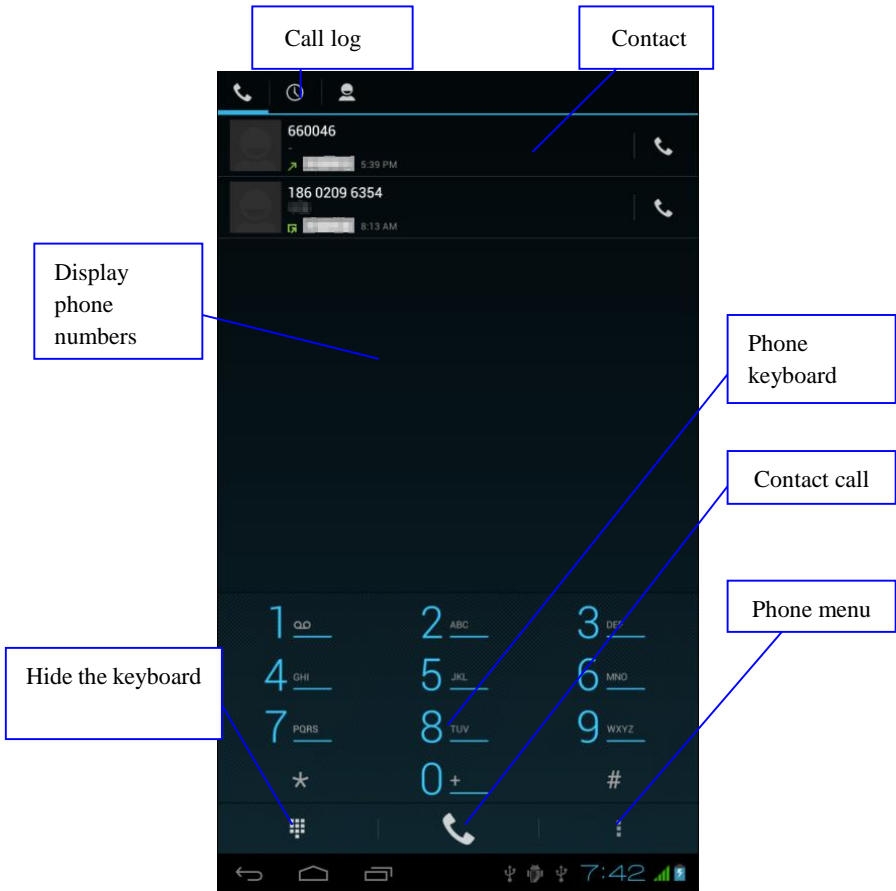 Call log
Contact
660046
-
5:39 PM
186 0209 6354
8:13 AM
Display
phone
numbers
Phone
keyboard
Contact call
Phone menu
Hide the keyboard
1
2 ABC
3 DEF
4 GHI
5 JKL
6 MNO
7 PQRS
8 TUV
9 WXYZ
*
0 +
#
7:42